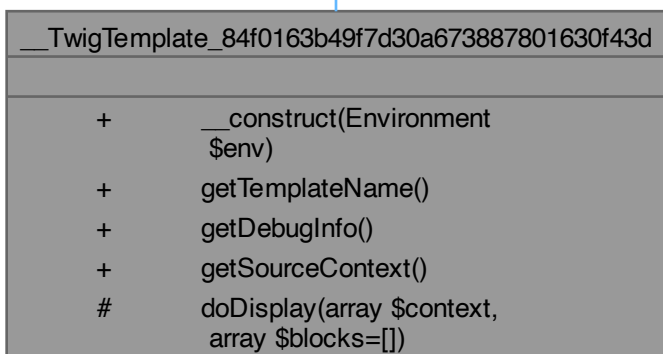 __TwigTemplate_84f0163b49f7d30a673887801630f43d
+ __construct(Environment
$env)
+ getTemplateName()
+ getDebugInfo()
+ getSourceContext()
# doDisplay(array $context,
array $blocks=[])